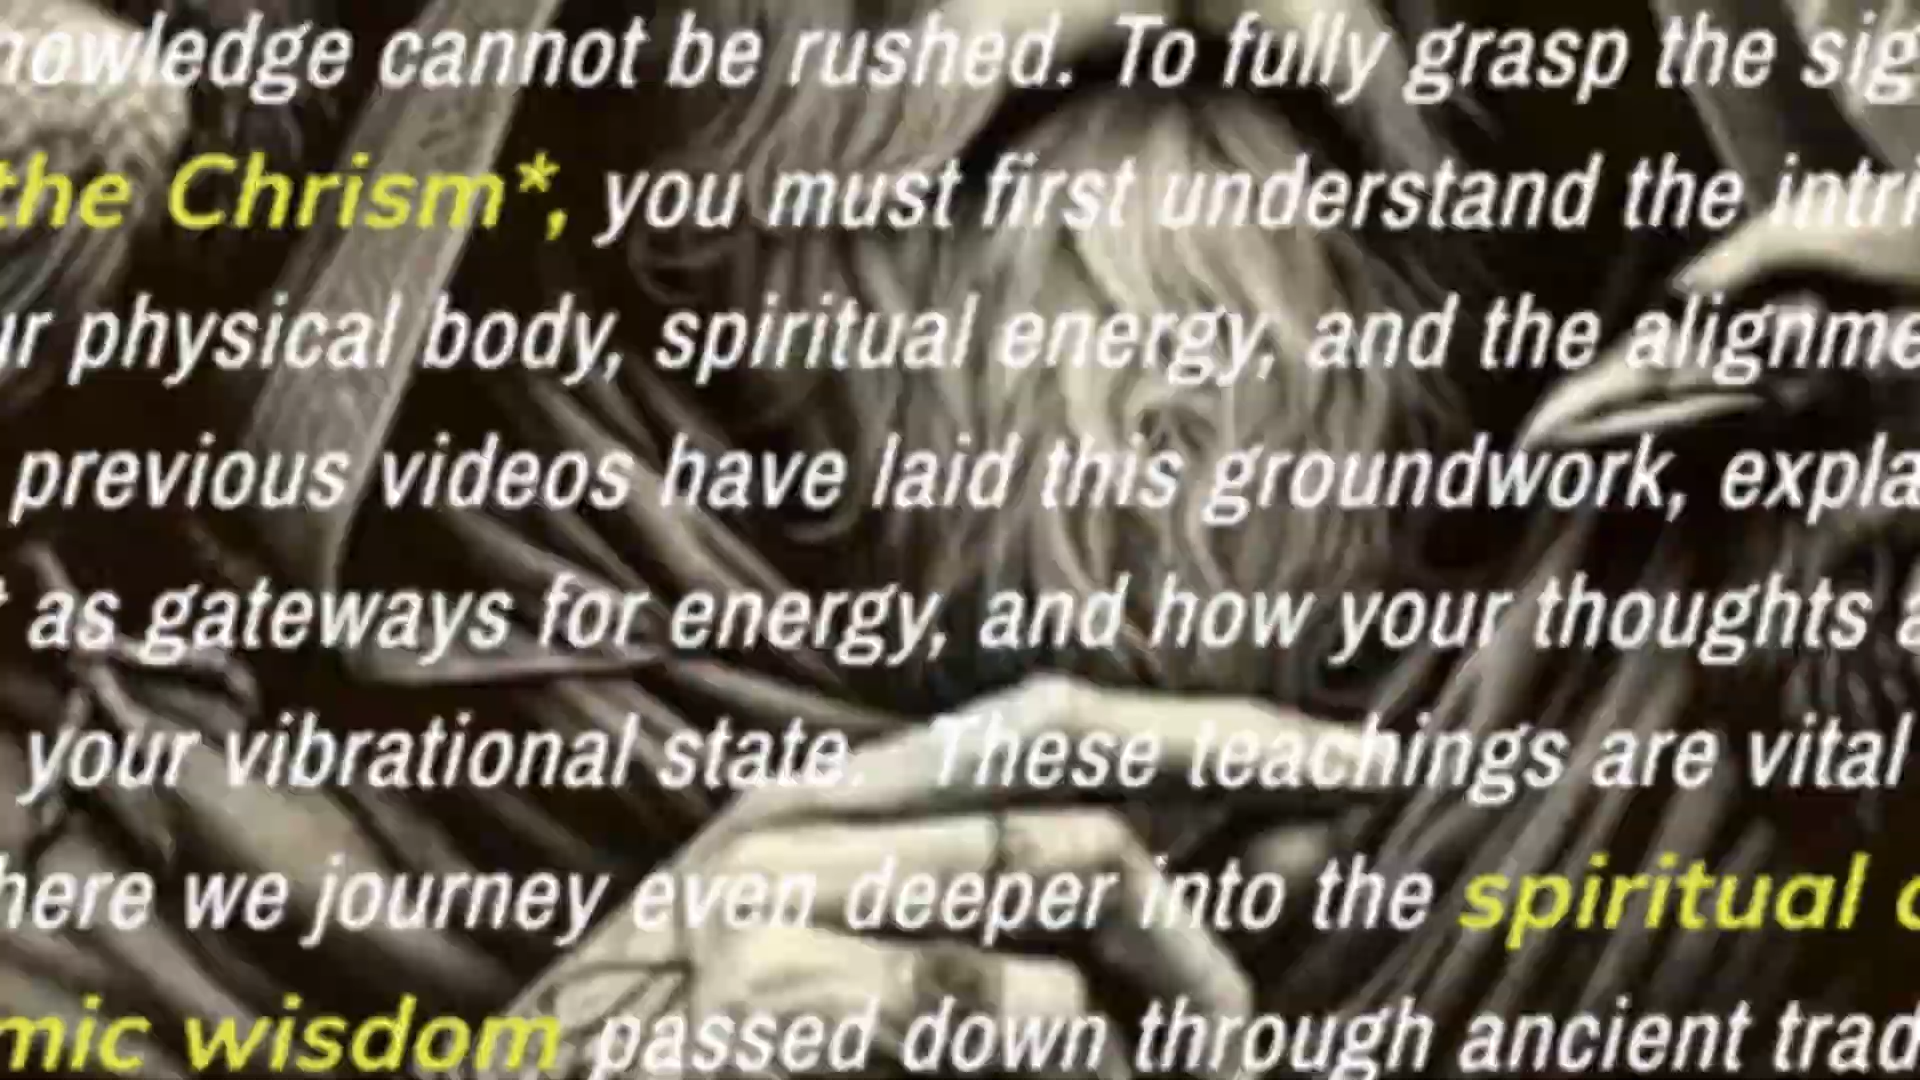 nowledge cannot be rushed. To fully grasp the sig
the Chrism*, you must first understand the intri
ur physical body, spiritual energy, and the alignme
previous videos have laid this groundwork, expla
* as gateways for energy, and how your thoughts a
your vibrational state. These teachings are vital
here we journey even deeper into the spiritual c
mic wisdom passed down through ancient trad